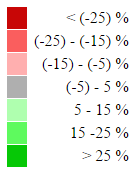 < (-25) %
(-25) - (-15) %
(-15) - (-5) %
(-5) - 5 %
5 - 15 %
15 -25 %
> 25 %